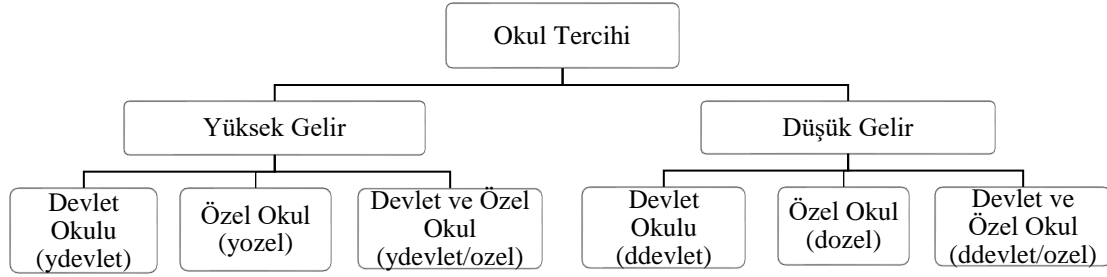 Okul Tercihi
Yüksek Gelir
Düşük Gelir
Devlet
Okulu
(ydevlet)
Özel Okul
(yozel)
Devlet ve Özel
Okul
(ydevlet/ozel)
Devlet
Okulu
(ddevlet)
Özel Okul
(dozel)
Devlet ve
Özel Okul
(ddevlet/ozel)